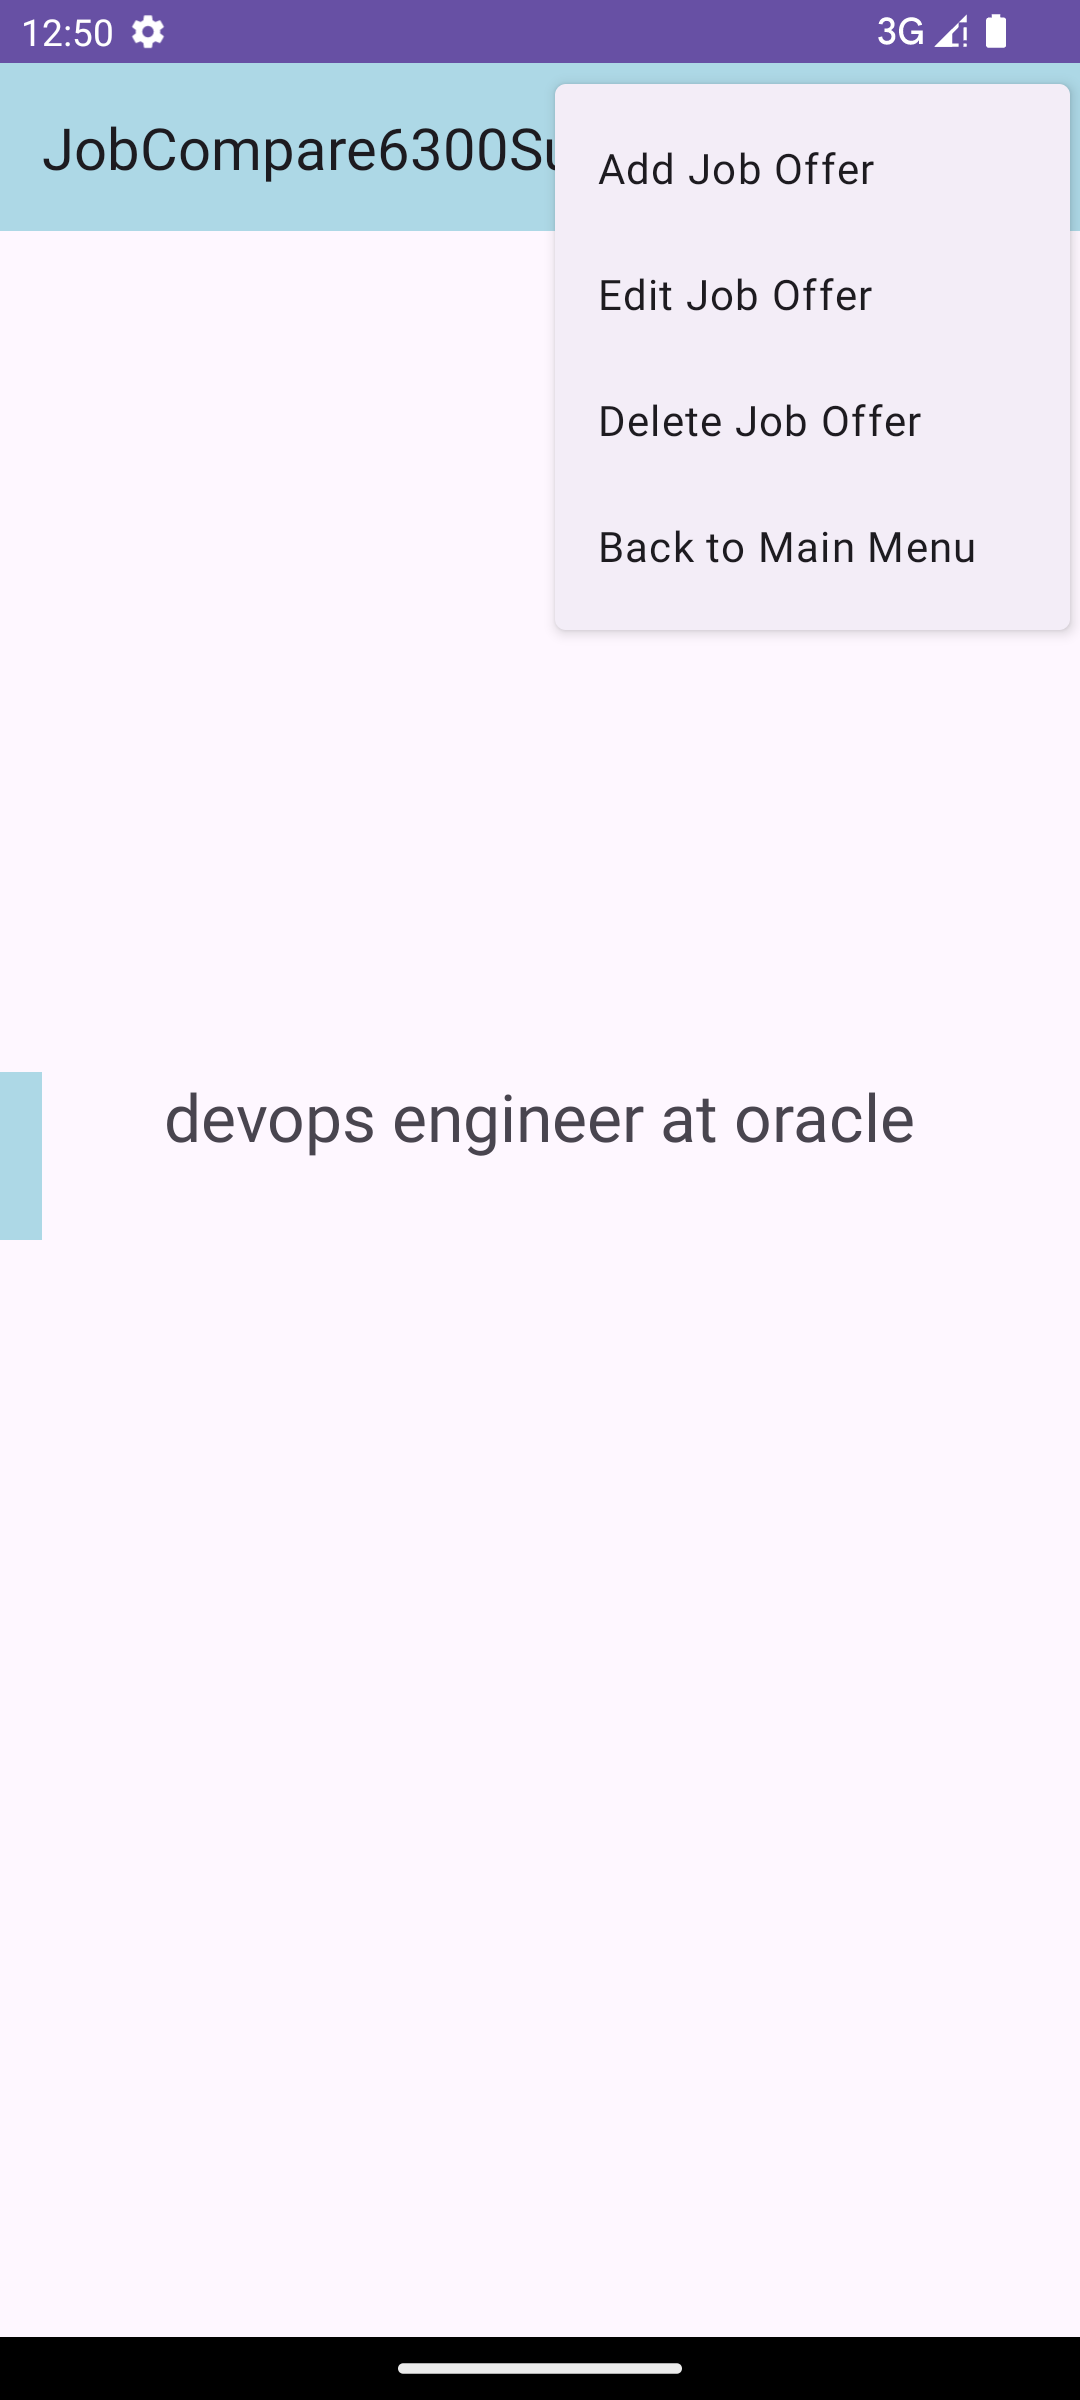 12:50
3G
JobCompare6300Su
Add Job Offer
Edit Job Offer
Delete Job Offer
Back to Main Menu
devops engineer at oracle